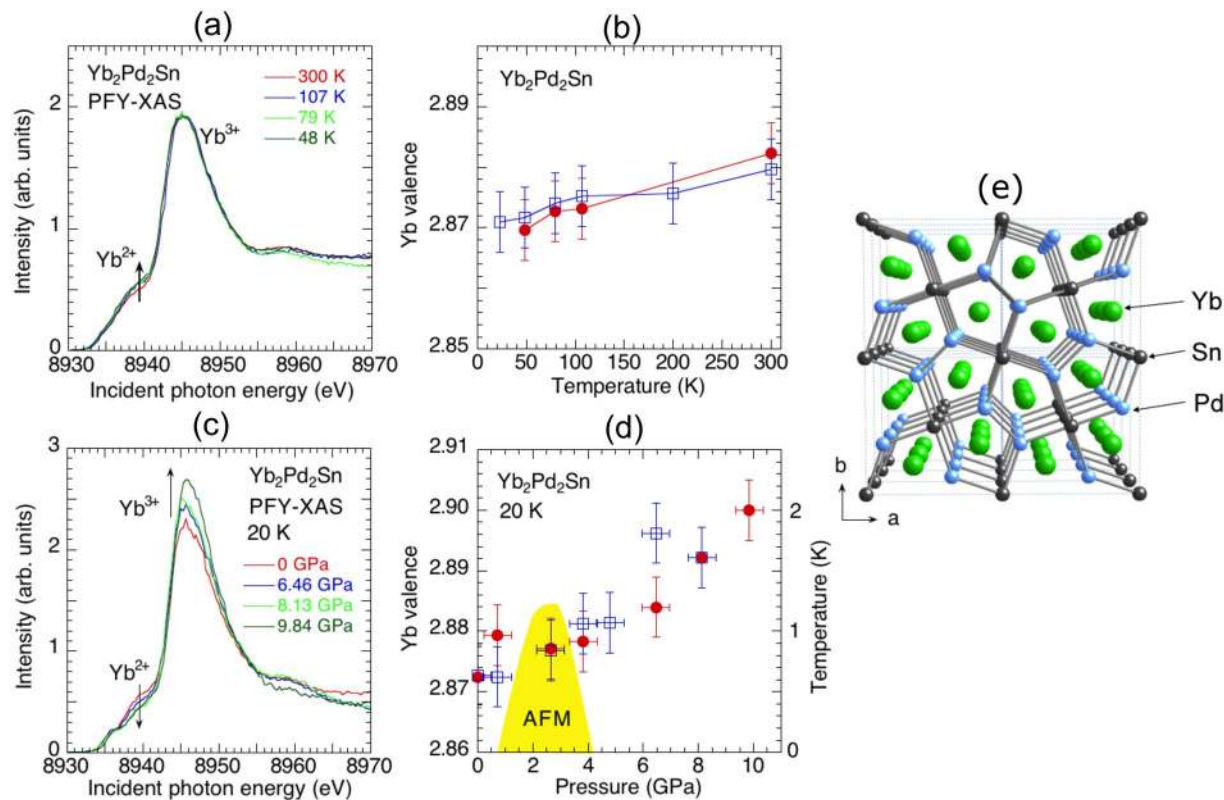 (a)
Yb2Pd2Sn
PFY-XAS
300 K
107 K
79 K
48 K
Yb3+
Yb2+
Intensity (arb. units)
0
1
2
8930 8940 8950 8960 8970
Incident photon energy (eV)
(b)
Yb2Pd2Sn
Yb valence
2.89
2.87
2.85
0 50 100 150 200 250 300
Temperature (K)
(e)
Yb
Sn
Pd
b
a
(c)
Yb2Pd2Sn
PFY-XAS
20 K
Yb3+
0 GPa
6.46 GPa
8.13 GPa
9.84 GPa
Yb2+
Intensity (arb. units)
3
2
1
0
8930 8940 8950 8960 8970
Incident photon energy (eV)
(d)
Yb2Pd2Sn
20 K
Yb valence
2.91
2.90
2.89
2.88
2.87
2.86
AFM
0 2 4 6 8 10
Pressure (GPa)
2
1
0
Temperature (K)